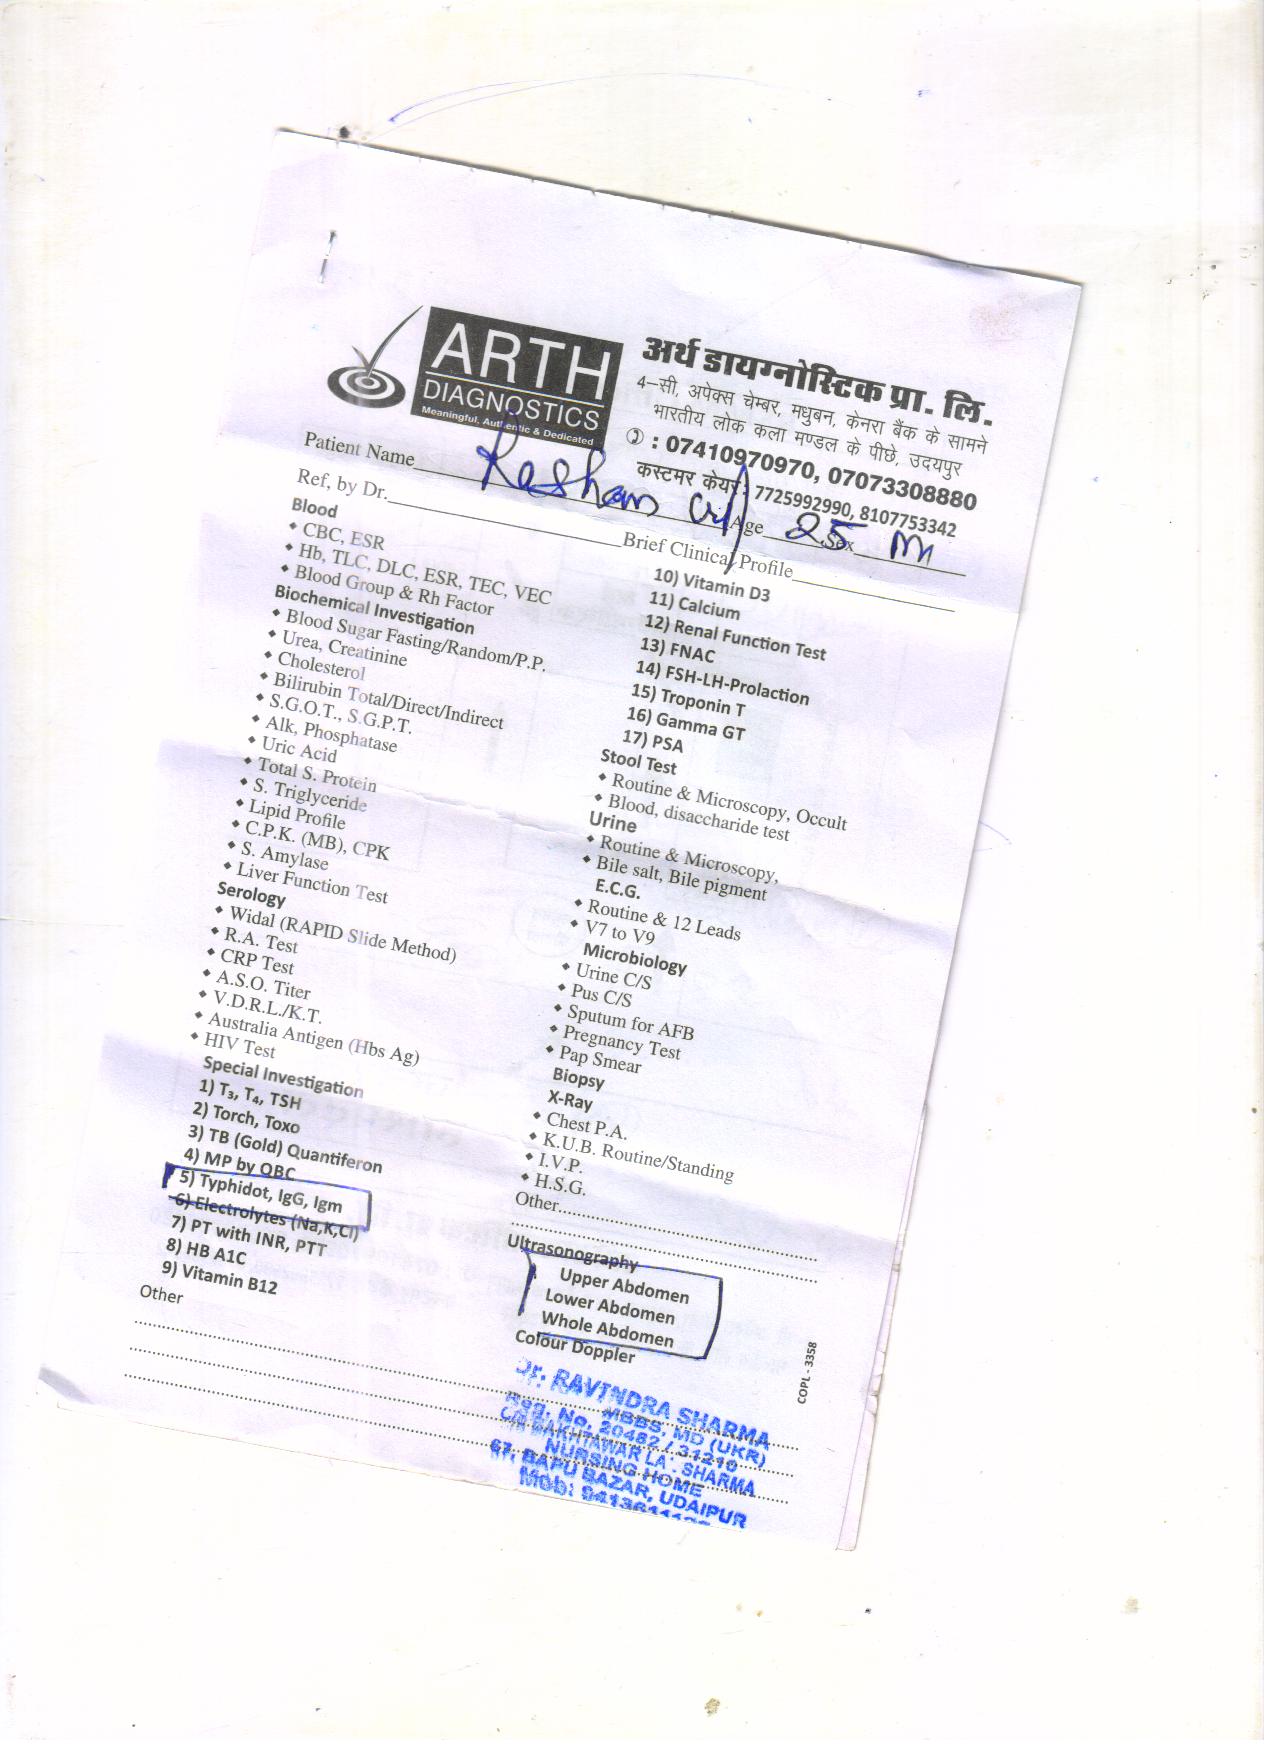 ARTH
DIAGNOSTICS
Meaningful, Authentic & Dedicated
अर्थ डायग्नोस्टिक प्रा. लि.
4–सी, अपेक्स चेम्बर, मधुबन, केनरा बैंक के सामने
भारतीय लोक कला मण्डल के पीछे, उदयपुर
: 07410970970, 07073308880
कस्टमर केयर : 7725992990, 8107753342
Patient Name Age 25 Sex M
Ref, by Dr. Brief Clinical Profile
Blood
CBC, ESR
Hb, TLC, DLC, ESR, TEC, VEC
Blood Group & Rh Factor
Biochemical Investigation
Blood Sugar Fasting/Random/P.P.
Urea, Creatinine
Cholesterol
Bilirubin Total/Direct/Indirect
S.G.O.T., S.G.P.T.
Alk, Phosphatase
Uric Acid
Total S. Protein
S. Triglyceride
Lipid Profile
C.P.K. (MB), CPK
S. Amylase
Liver Function Test
Serology
Widal (RAPID Slide Method)
R.A. Test
CRP Test
A.S.O. Titer
V.D.R.L./K.T.
Australia Antigen (Hbs Ag)
HIV Test
Special Investigation
1) T₃, T₄, TSH
2) Torch, Toxo
3) TB (Gold) Quantiferon
4) MP by QBC
5) Typhidot, IgG, Igm
6) Electrolytes (Na,K,Cl)
7) PT with INR, PTT
8) HB A1C
9) Vitamin B12
Other
10) Vitamin D3
11) Calcium
12) Renal Function Test
13) FNAC
14) FSH-LH-Prolaction
15) Troponin T
16) Gamma GT
17) PSA
Stool Test
Routine & Microscopy, Occult
Blood, disaccharide test
Urine
Routine & Microscopy,
Bile salt, Bile pigment
E.C.G.
Routine & 12 Leads
V7 to V9
Microbiology
Urine C/S
Pus C/S
Sputum for AFB
Pregnancy Test
Pap Smear
Biopsy
X-Ray
Chest P.A.
K.U.B. Routine/Standing
I.V.P.
H.S.G.
Other
Ultrasonography
Upper Abdomen
Lower Abdomen
Whole Abdomen
Colour Doppler
COPL - 3358
Dr. RAVINDRA SHARMA
MBBS, MD (UKR)
Reg. No. 20482 / 31210
C/o BAKHTAWAR LA . SHARMA
NURSING HOME
67, BAPU BAZAR, UDAIPUR
Mob: